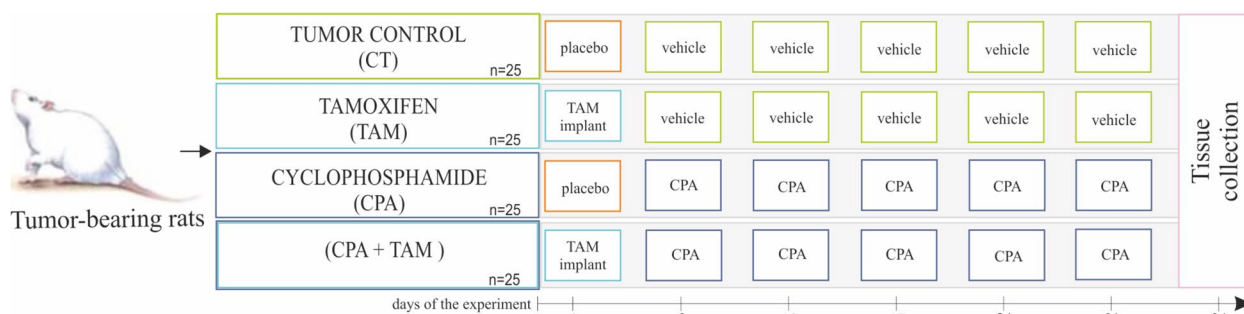 TUMOR CONTROL
(CT)
n=25
placebo
vehicle
vehicle
vehicle
vehicle
vehicle
TAMOXIFEN
(TAM)
n=25
TAM
implant
vehicle
vehicle
vehicle
vehicle
vehicle
CYCLOPHOSPHAMIDE
(CPA)
n=25
placebo
CPA
CPA
CPA
CPA
CPA
(CPA + TAM )
n=25
TAM
implant
CPA
CPA
CPA
CPA
CPA
Tumor-bearing rats
Tissue
collection
days of the experiment